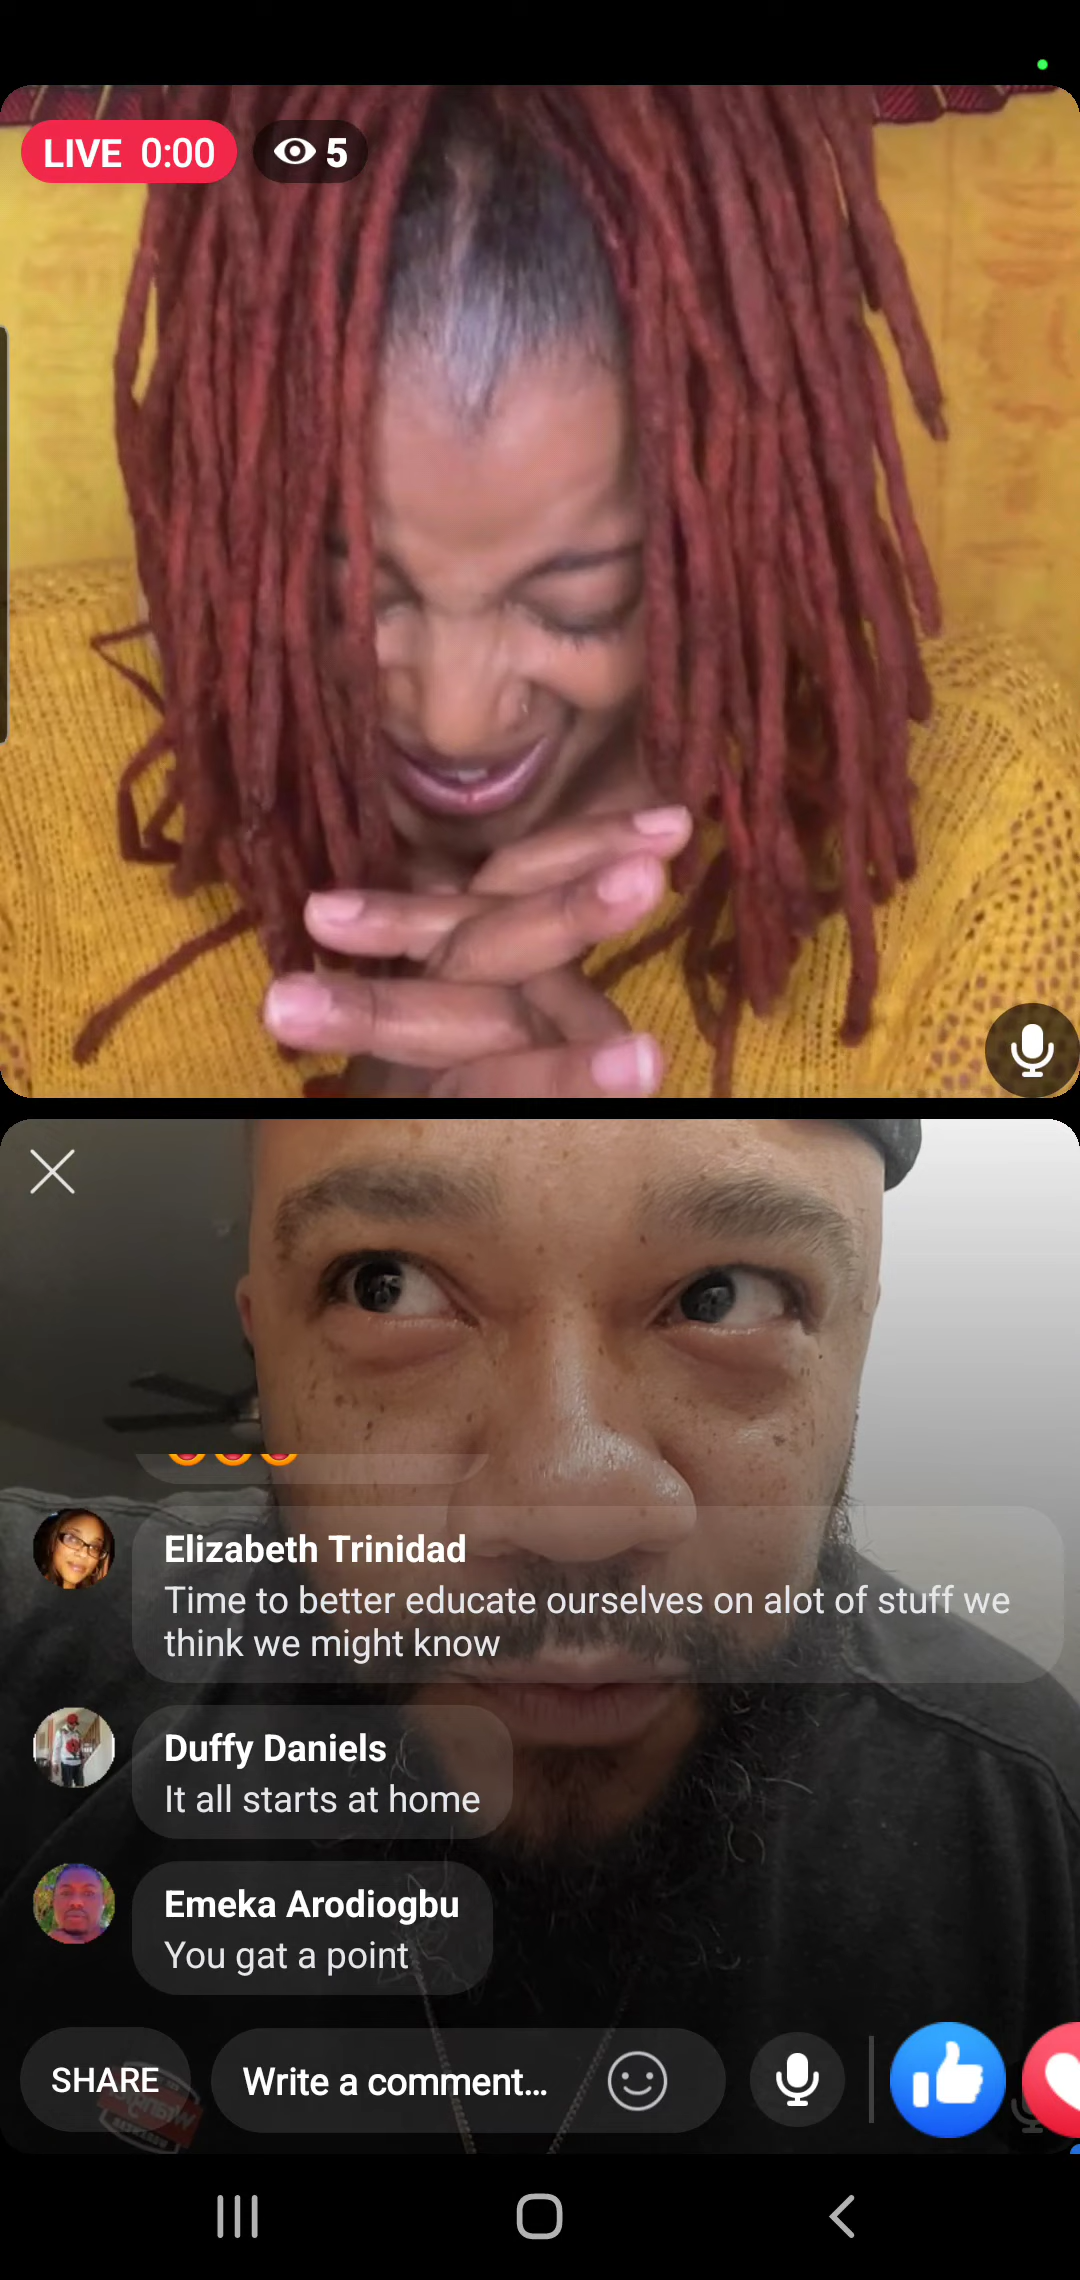 LIVE 0:00
5
Elizabeth Trinidad
Time to better educate ourselves on alot of stuff we
think we might know
Duffy Daniels
It all starts at home
Emeka Arodiogbu
You gat a point
SHARE
Write a comment...